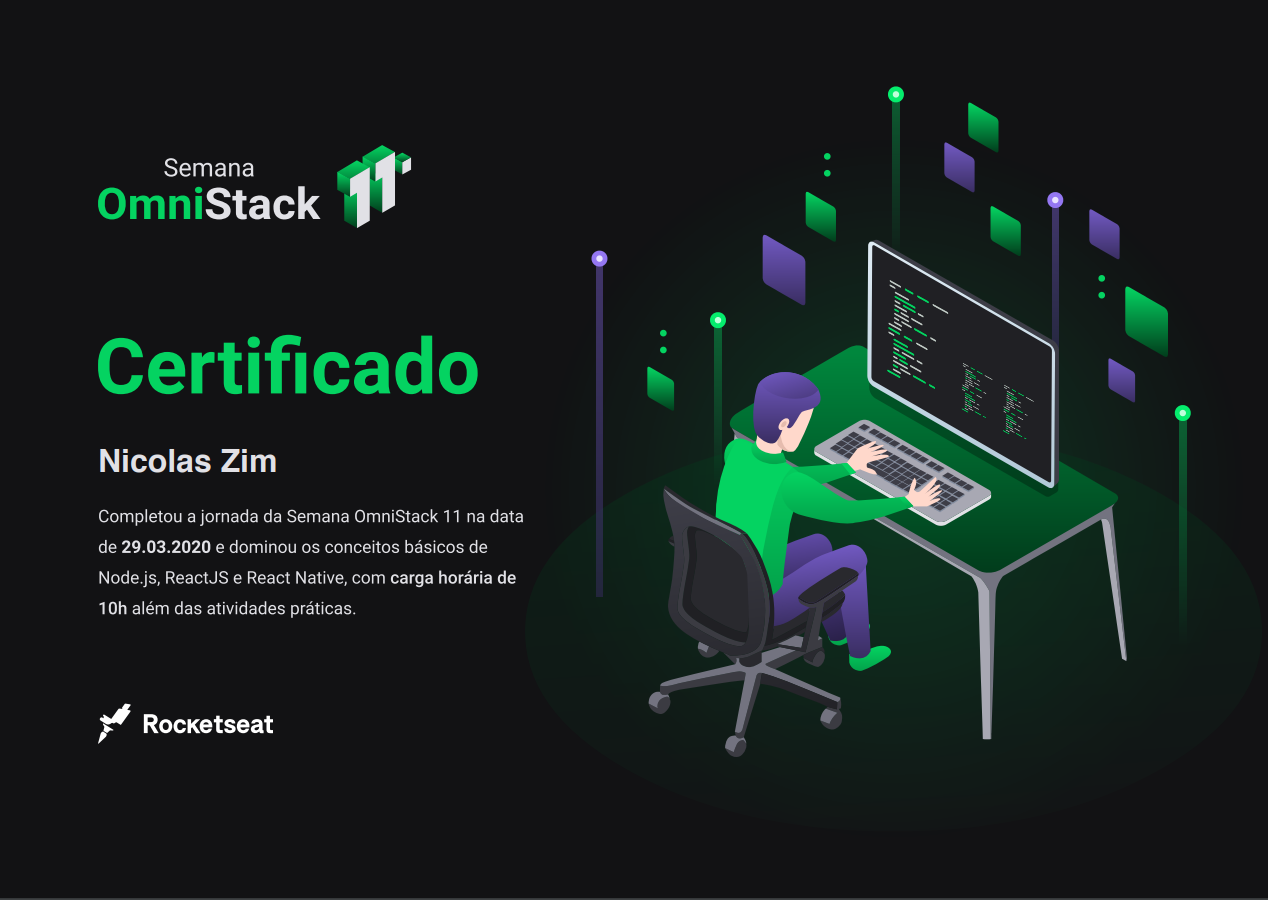 Semana
OmniStack 11
Certificado
Nicolas Zim
Completou a jornada da Semana OmniStack 11 na data
de 29.03.2020 e dominou os conceitos básicos de
Node.js, ReactJS e React Native, com carga horária de
10h além das atividades práticas.
Rocketseat